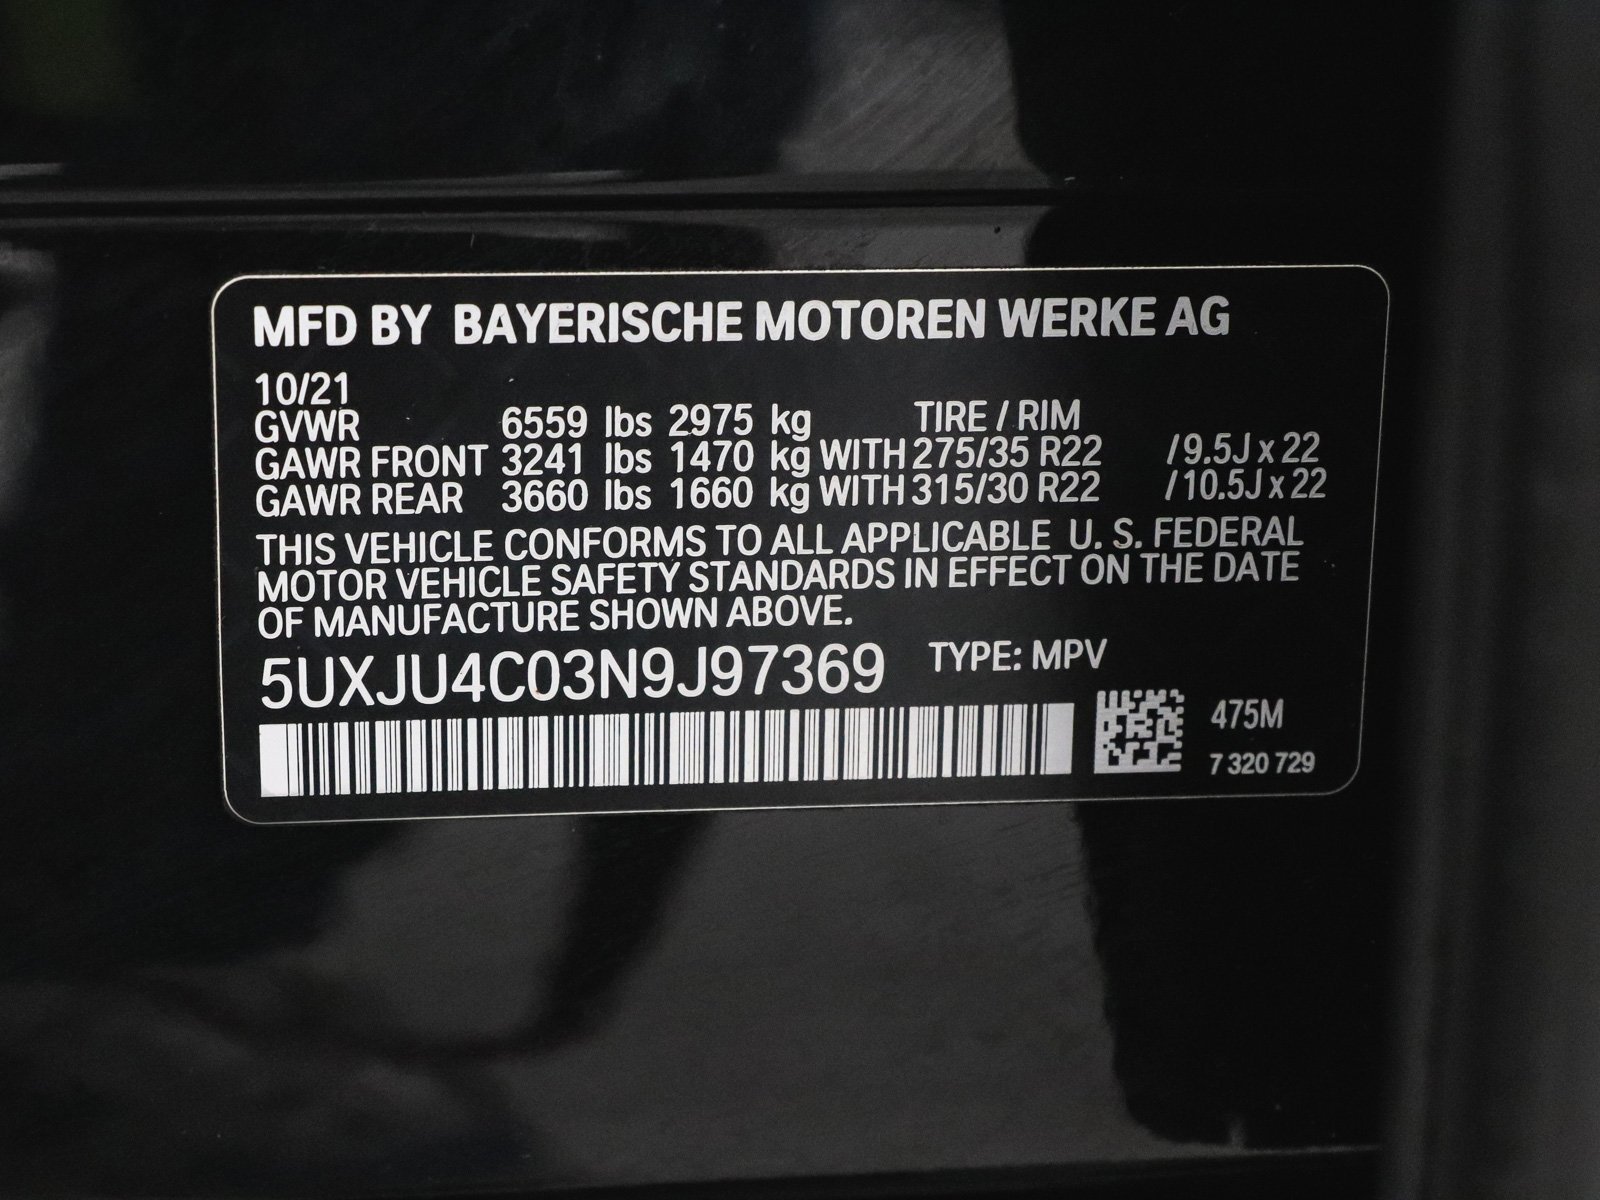 MFD BY BAYERISCHE MOTOREN WERKE AG
10/21
GVWR 6559 lbs 2975 kg TIRE / RIM
GAWR FRONT 3241 lbs 1470 kg WITH 275/35 R22 /9.5J x 22
GAWR REAR 3660 lbs 1660 kg WITH 315/30 R22 /10.5J x 22
THIS VEHICLE CONFORMS TO ALL APPLICABLE U. S. FEDERAL
MOTOR VEHICLE SAFETY STANDARDS IN EFFECT ON THE DATE
OF MANUFACTURE SHOWN ABOVE.
5UXJU4C03N9J97369 TYPE: MPV
475M
7 320 729